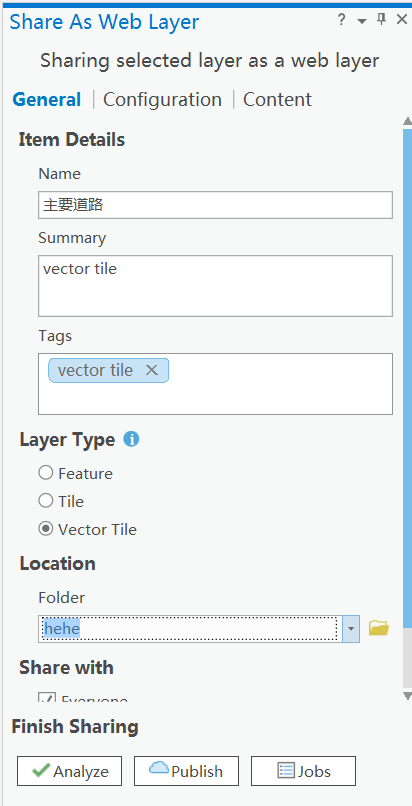 Share As Web Layer
Sharing selected layer as a web layer
General | Configuration | Content
Item Details
Name
主要道路
Summary
vector tile
Tags
vector tile
Layer Type
Feature
Tile
Vector Tile
Location
Folder
hehe
Share with
Everyone
Finish Sharing
Analyze Publish Jobs